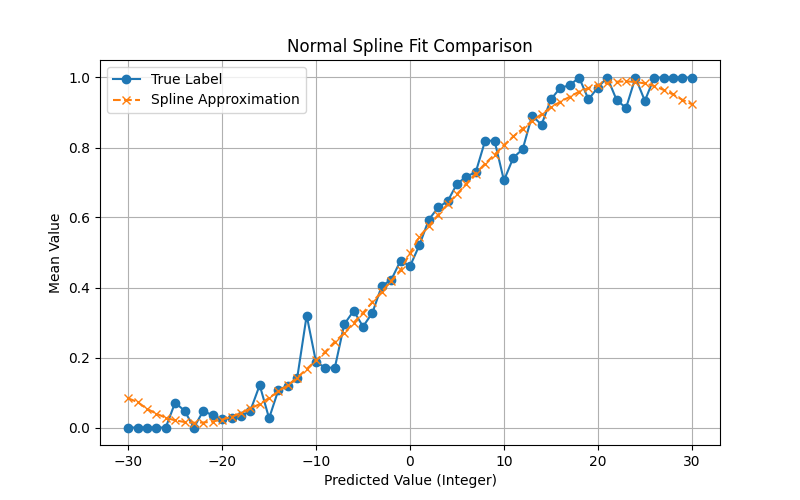 Normal Spline Fit Comparison
True Label
Spline Approximation
1.0
0.8
0.6
0.4
0.2
0.0
Mean Value
−30
−20
−10
0
10
20
30
Predicted Value (Integer)